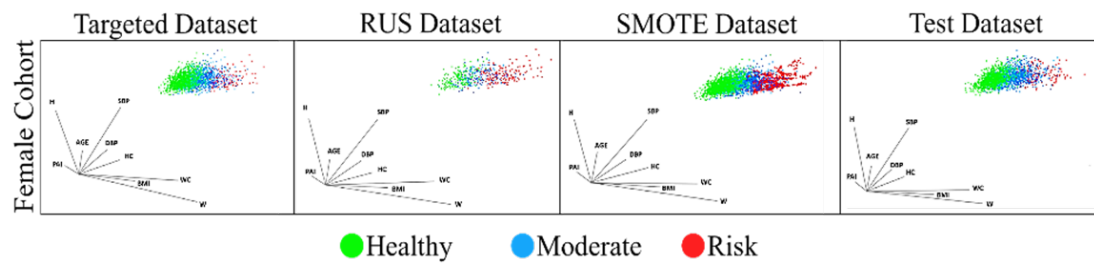 Targeted Dataset RUS Dataset SMOTE Dataset Test Dataset
Female Cohort
H SBP AGE DBP HC PAI WC BMI W
H SBP AGE DBP HC PAI WC BMI W
H SBP AGE DBP HC PAI WC BMI W
H SBP AGE DBP HC PAI WC BMI W
Healthy Moderate Risk